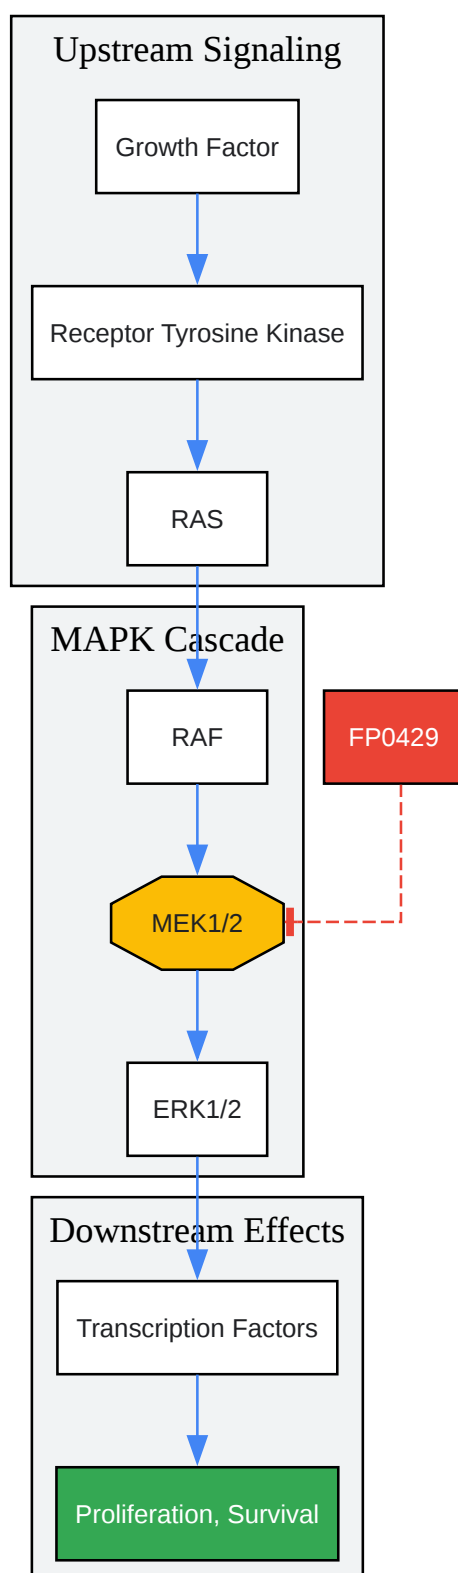 Upstream Signaling
Growth Factor
Receptor Tyrosine Kinase
RAS
MAPK Cascade
RAF
FP0429
MEK1/2
ERK1/2
Downstream Effects
Transcription Factors
Proliferation, Survival